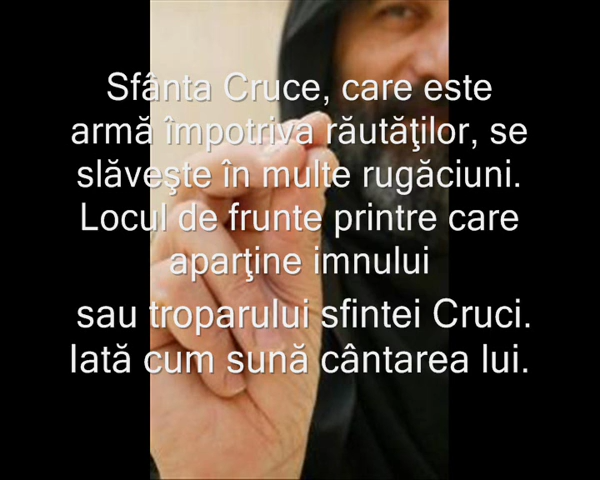 Sfânta Cruce, care este
armă împotriva răutăţilor, se
slăveşte în multe rugăciuni.
Locul de frunte printre care
aparţine imnului
sau troparului sfintei Cruci.
Iată cum sună cântarea lui.